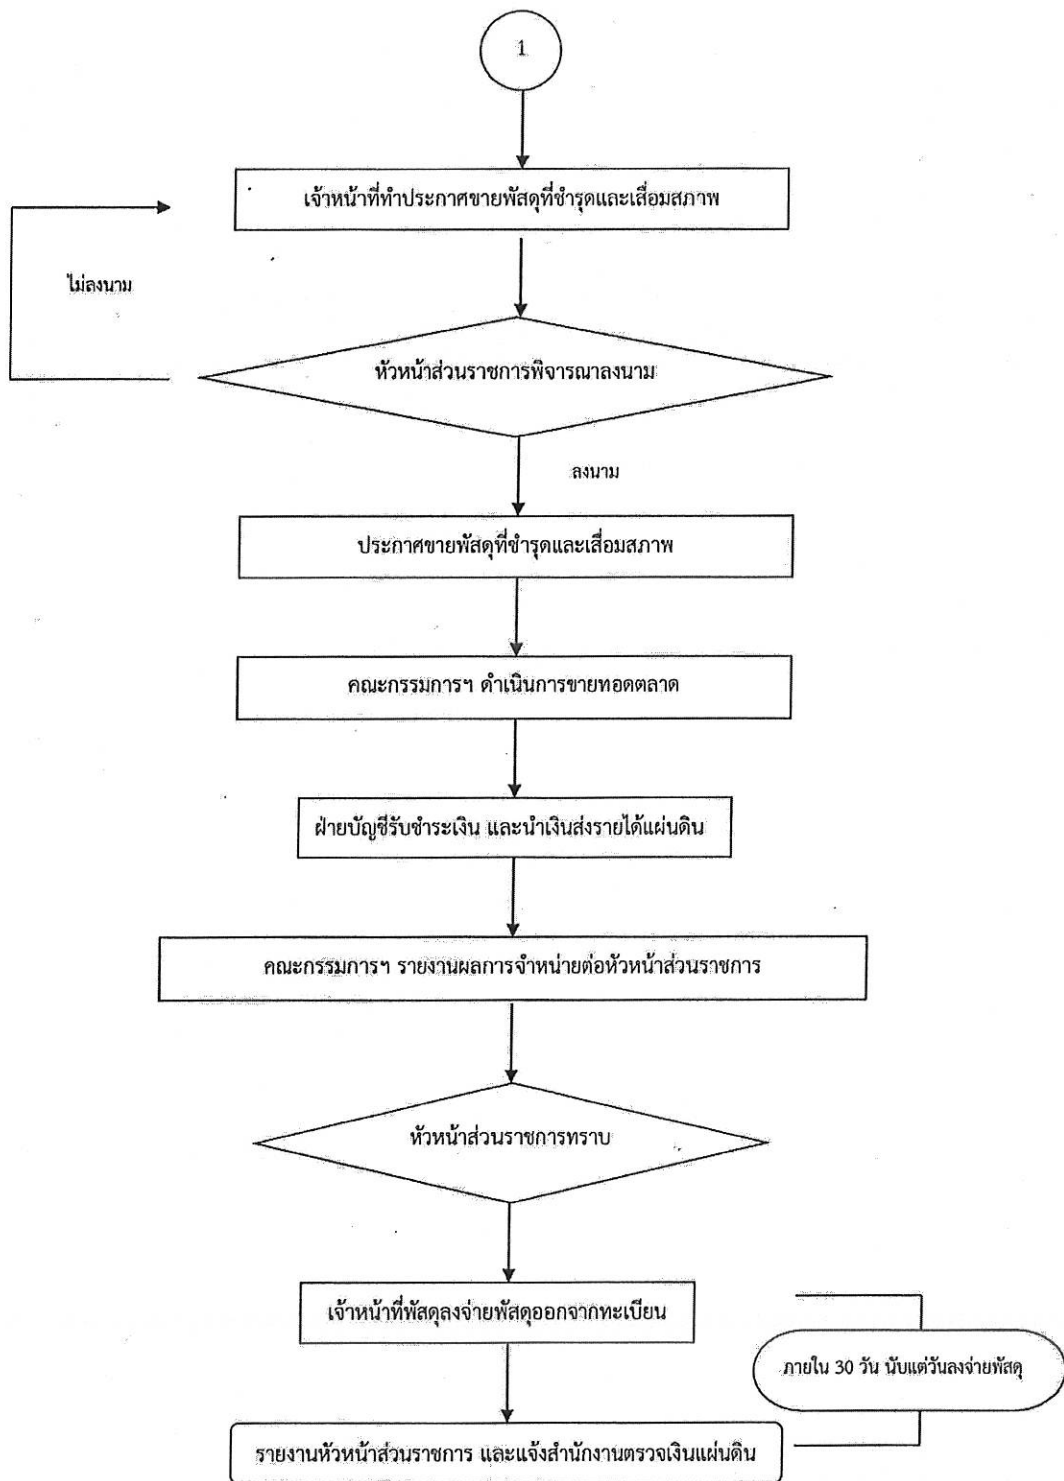 1
เจ้าหน้าที่ทำประกาศขายพัสดุที่ชำรุดและเสื่อมสภาพ
ไม่ลงนาม
หัวหน้าส่วนราชการพิจารณาลงนาม
ลงนาม
ประกาศขายพัสดุที่ชำรุดและเสื่อมสภาพ
คณะกรรมการฯ ดำเนินการขายทอดตลาด
ฝ่ายบัญชีรับชำระเงิน และนำเงินส่งรายได้แผ่นดิน
คณะกรรมการฯ รายงานผลการจำหน่ายต่อหัวหน้าส่วนราชการ
หัวหน้าส่วนราชการทราบ
เจ้าหน้าที่พัสดุลงจ่ายพัสดุออกจากทะเบียน
ภายใน 30 วัน นับแต่วันลงจ่ายพัสดุ
รายงานหัวหน้าส่วนราชการ และแจ้งสำนักงานตรวจเงินแผ่นดิน